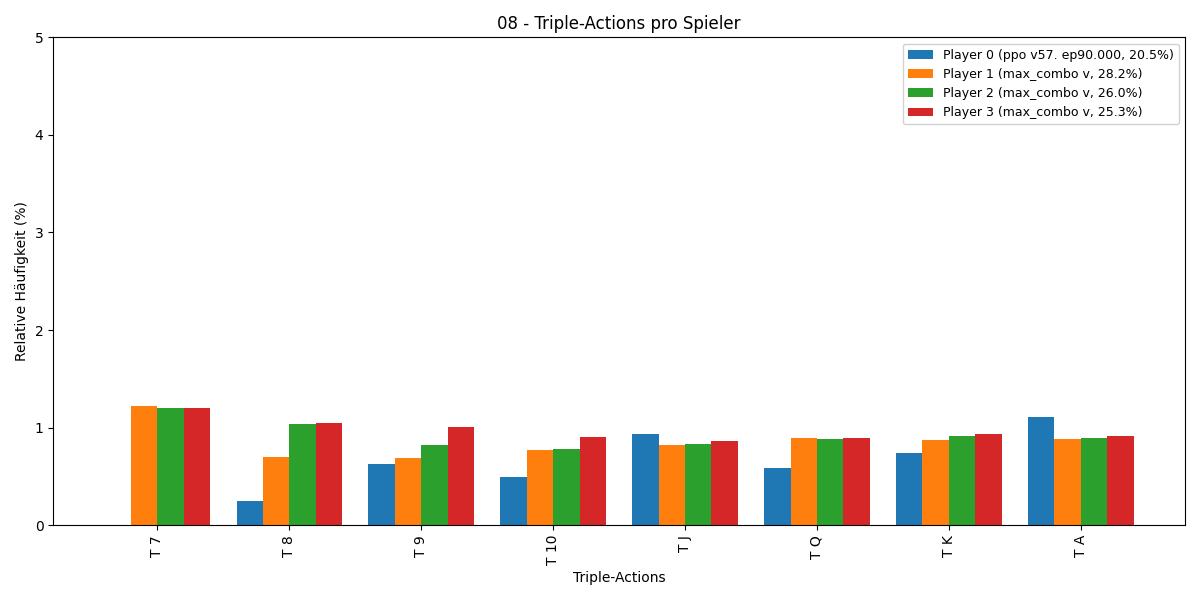 08 - Triple-Actions pro Spieler
Player 0 (ppo v57. ep90.000, 20.5%)
Player 1 (max_combo v, 28.2%)
Player 2 (max_combo v, 26.0%)
Player 3 (max_combo v, 25.3%)
Relative Häufigkeit (%)
5
4
3
2
1
0
T 7
T 8
T 9
T 10
T J
T Q
T K
T A
Triple-Actions